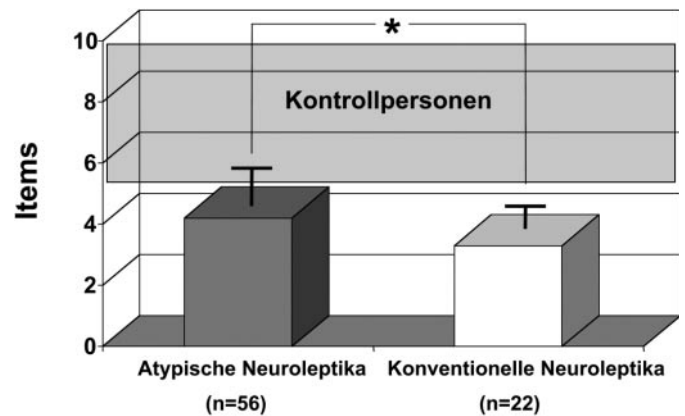 10
*
8
Kontrollpersonen
6
Items
4
2
0
Atypische Neuroleptika Konventionelle Neuroleptika
(n=56) (n=22)